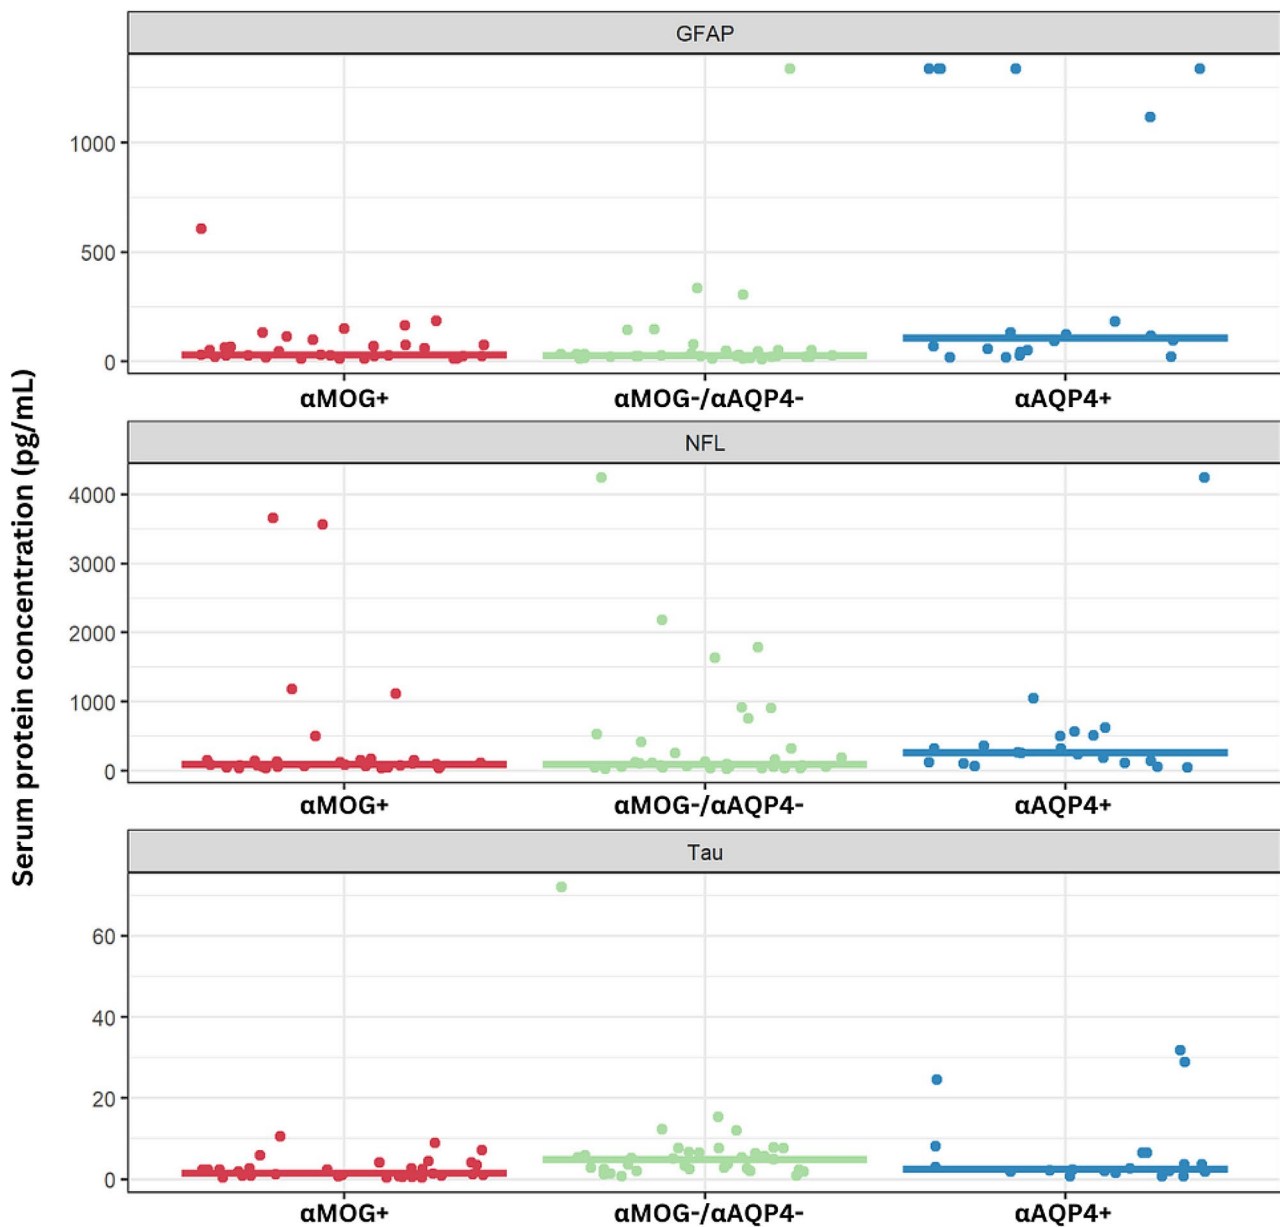 Serum protein concentration (pg/mL)
GFAP
1000
500
0
αMOG+ αMOG-/αAQP4- αAQP4+
NFL
4000
3000
2000
1000
0
αMOG+ αMOG-/αAQP4- αAQP4+
Tau
60
40
20
0
αMOG+ αMOG-/αAQP4- αAQP4+